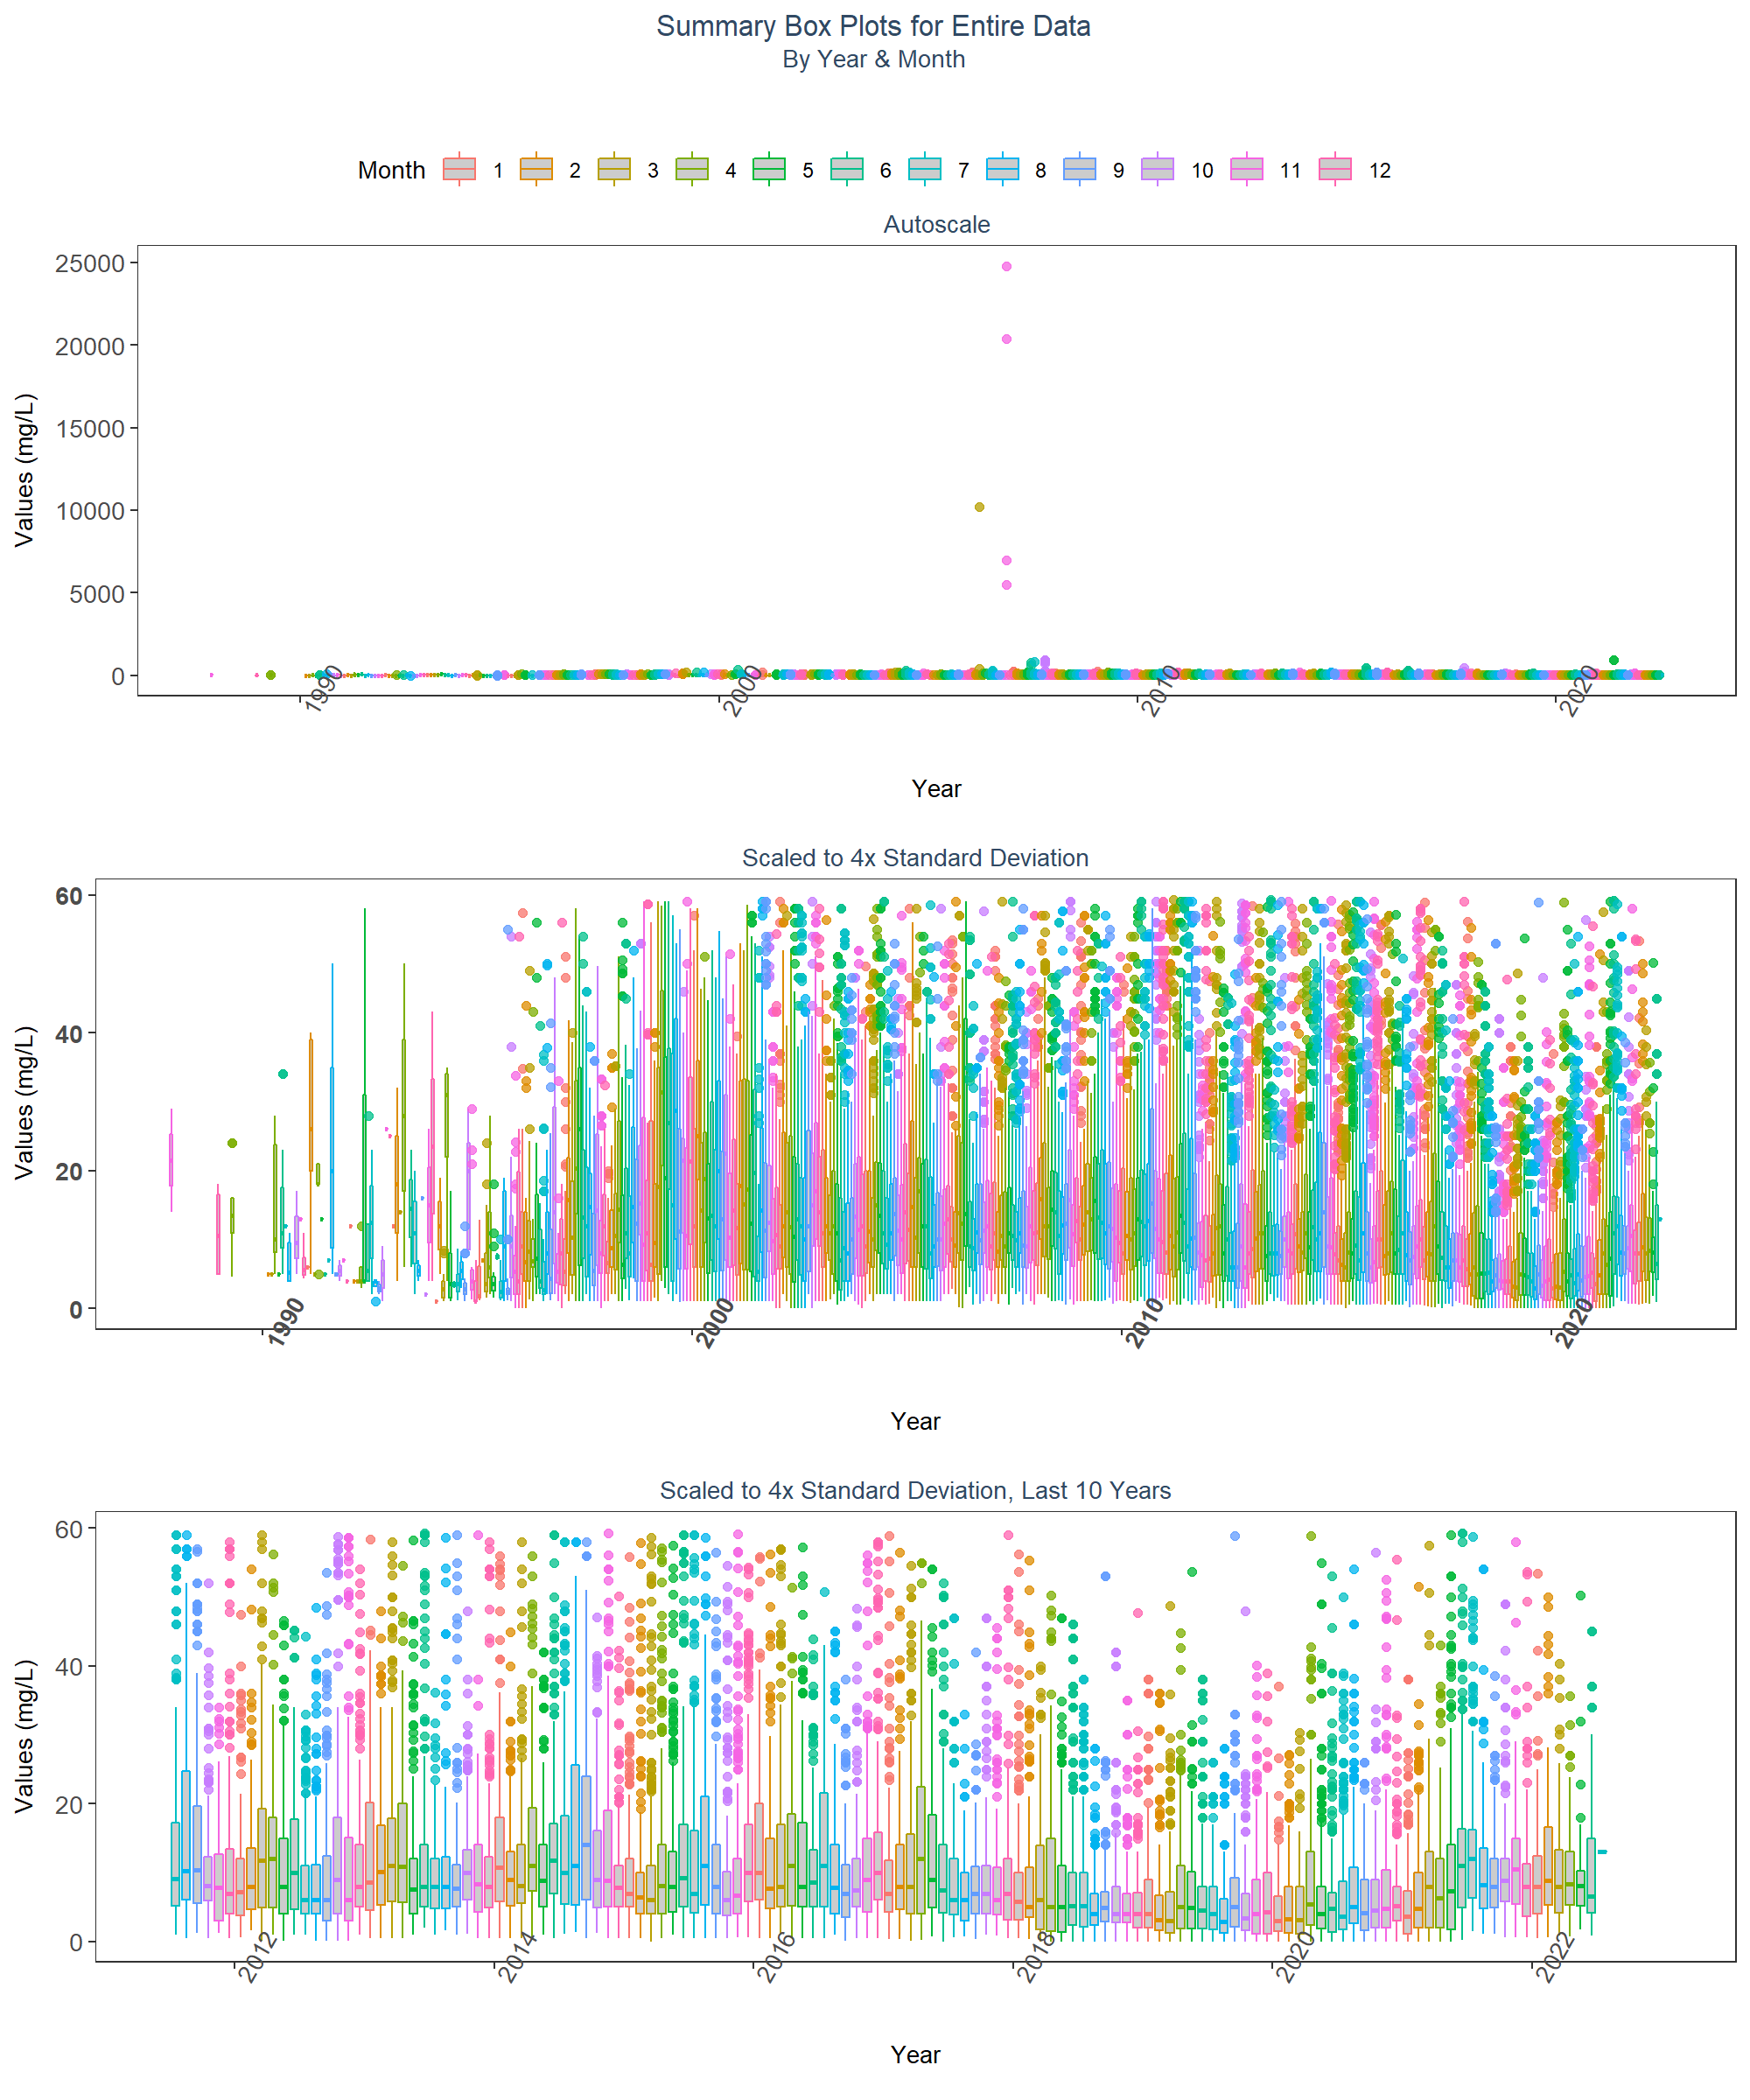 Summary Box Plots for Entire Data
By Year & Month
Month 1 2 3 4 5 6 7 8 9 10 11 12
Autoscale
Values (mg/L)
25000
20000
15000
10000
5000
0
1990 2000 2010 2020
Year
Scaled to 4x Standard Deviation
Values (mg/L)
60
40
20
0
1990 2000 2010 2020
Year
Scaled to 4x Standard Deviation, Last 10 Years
Values (mg/L)
60
40
20
0
2012 2014 2016 2018 2020 2022
Year